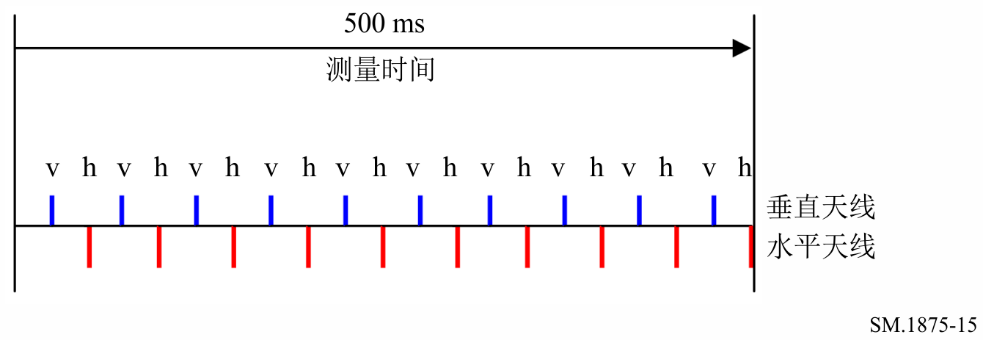 500 ms
测量时间
v h v h v h v h v h v h v h v h v h v h
垂直天线
水平天线
SM.1875-15